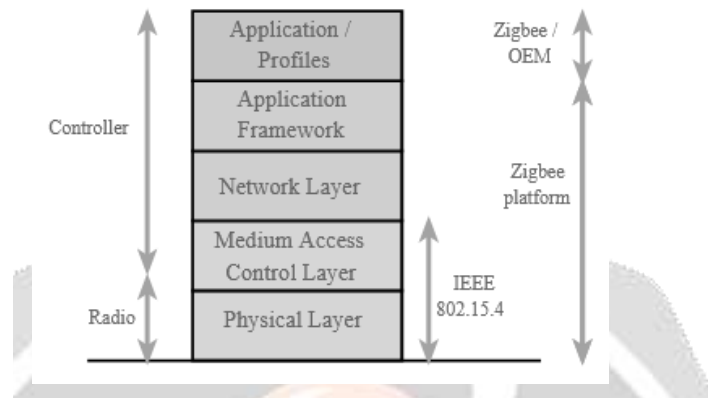 Application /
Profiles
Application
Framework
Network Layer
Medium Access
Control Layer
Physical Layer
Controller
Radio
IEEE
802.15.4
Zigbee /
OEM
Zigbee
platform